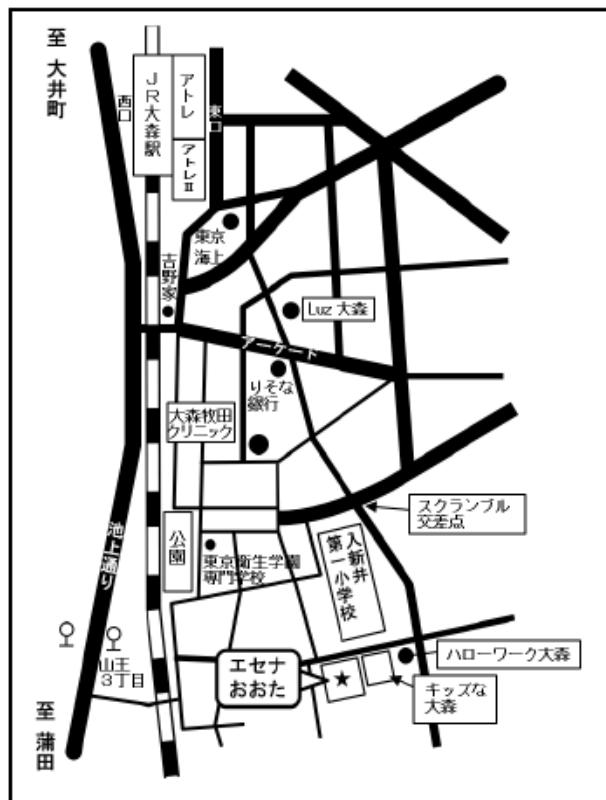 至 大井町
西口
JR大森駅
アトレ
アトレⅡ
東口
東京
海上
吉野家
Luz 大森
アーケード
りそな
銀行
大森牧田
クリニック
スクランブル
交差点
公園
池上通り
東京衛生学園
専門学校
入新井
第一小学校
山王
3丁目
エセナ
おおた
★
ハローワーク大森
キッズな
大森
至 蒲田